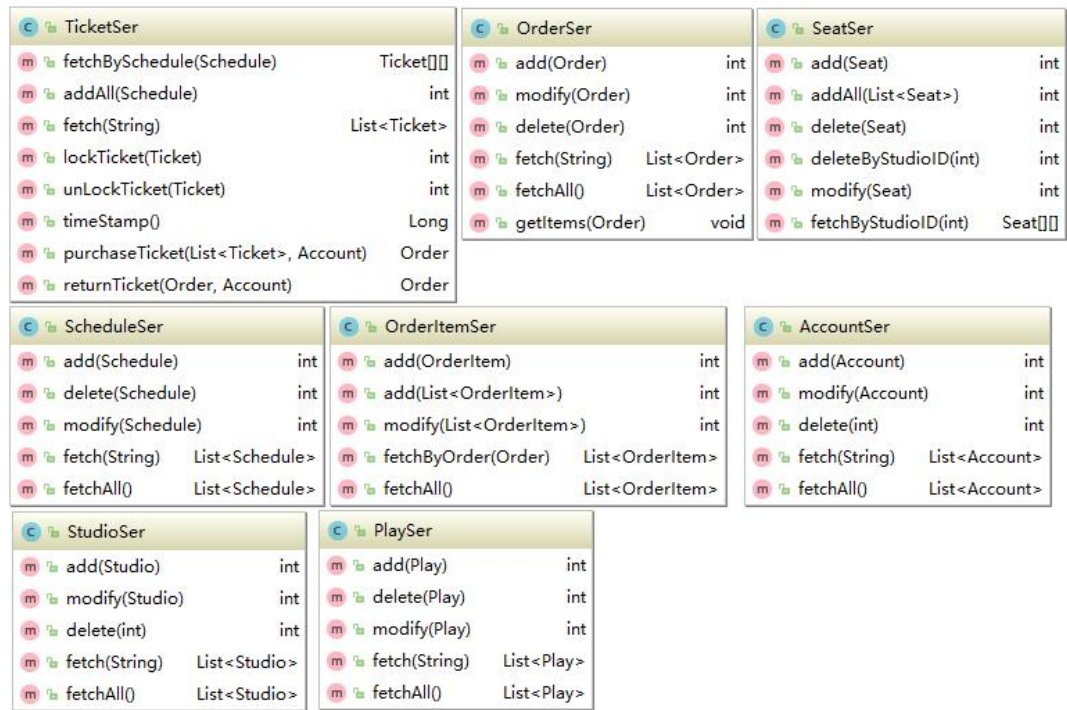 TicketSer
fetchBySchedule(Schedule) Ticket[][]
addAll(Schedule) int
fetch(String) List<Ticket>
lockTicket(Ticket) int
unLockTicket(Ticket) int
timeStamp() Long
purchaseTicket(List<Ticket>, Account) Order
returnTicket(Order, Account) Order
OrderSer
add(Order) int
modify(Order) int
delete(Order) int
fetch(String) List<Order>
fetchAll() List<Order>
getItems(Order) void
SeatSer
add(Seat) int
addAll(List<Seat>) int
delete(Seat) int
deleteByStudioID(int) int
modify(Seat) int
fetchByStudioID(int) Seat[][]
ScheduleSer
add(Schedule) int
delete(Schedule) int
modify(Schedule) int
fetch(String) List<Schedule>
fetchAll() List<Schedule>
OrderItemSer
add(OrderItem) int
add(List<OrderItem>) int
modify(List<OrderItem>) int
fetchByOrder(Order) List<OrderItem>
fetchAll() List<OrderItem>
AccountSer
add(Account) int
modify(Account) int
delete(int) int
fetch(String) List<Account>
fetchAll() List<Account>
StudioSer
add(Studio) int
modify(Studio) int
delete(int) int
fetch(String) List<Studio>
fetchAll() List<Studio>
PlaySer
add(Play) int
delete(Play) int
modify(Play) int
fetch(String) List<Play>
fetchAll() List<Play>